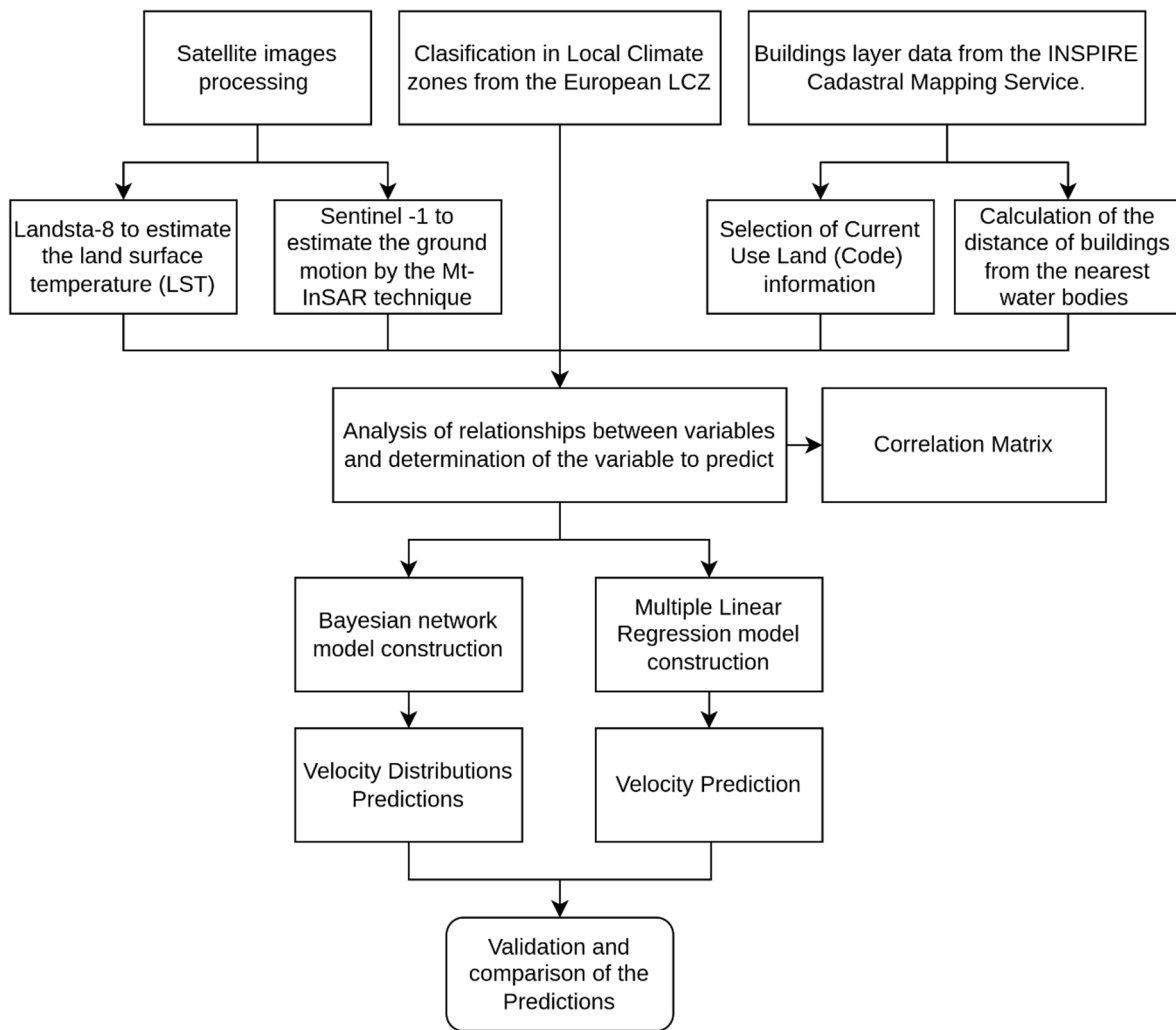 Satellite images
processing
Clasification in Local Climate
zones from the European LCZ
Buildings layer data from the INSPIRE
Cadastral Mapping Service.
Landsta-8 to estimate
the land surface
temperature (LST)
Sentinel -1 to
estimate the ground
motion by the Mt-
InSAR technique
Selection of Current
Use Land (Code)
information
Calculation of the
distance of buildings
from the nearest
water bodies
Analysis of relationships between variables
and determination of the variable to predict
Correlation Matrix
Bayesian network
model construction
Multiple Linear
Regression model
construction
Velocity Distributions
Predictions
Velocity Prediction
Validation and
comparison of the
Predictions